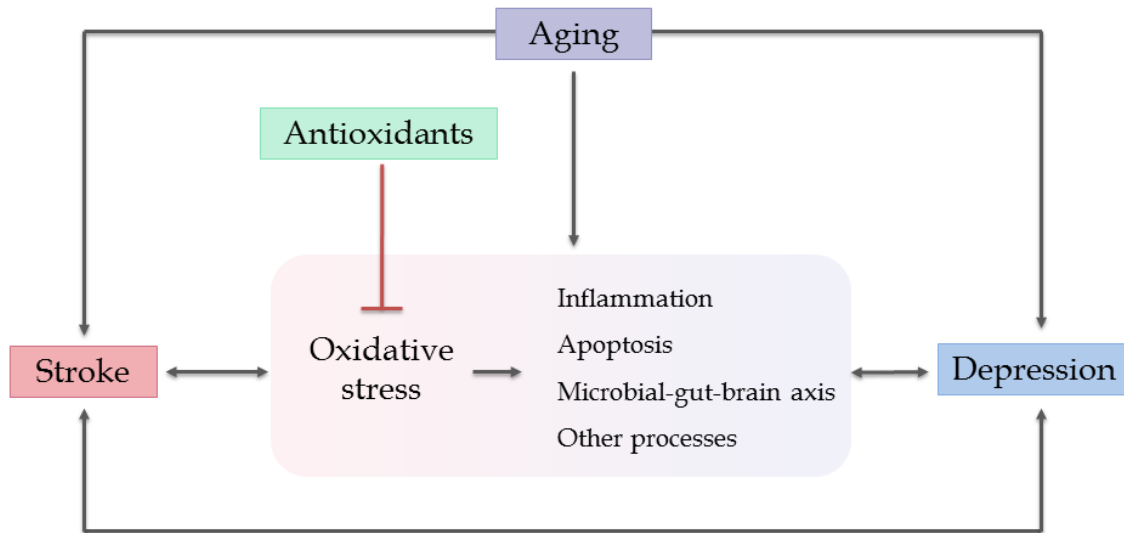 Aging
Antioxidants
Stroke
Oxidative
stress
Inflammation
Apoptosis
Microbial-gut-brain axis
Other processes
Depression